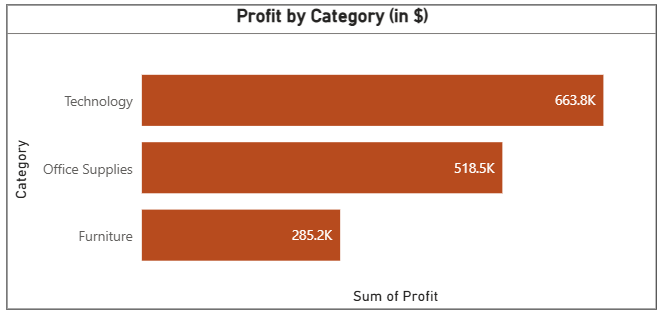 Profit by Category (in $)
Category
Technology 663.8K
Office Supplies 518.5K
Furniture 285.2K
Sum of Profit